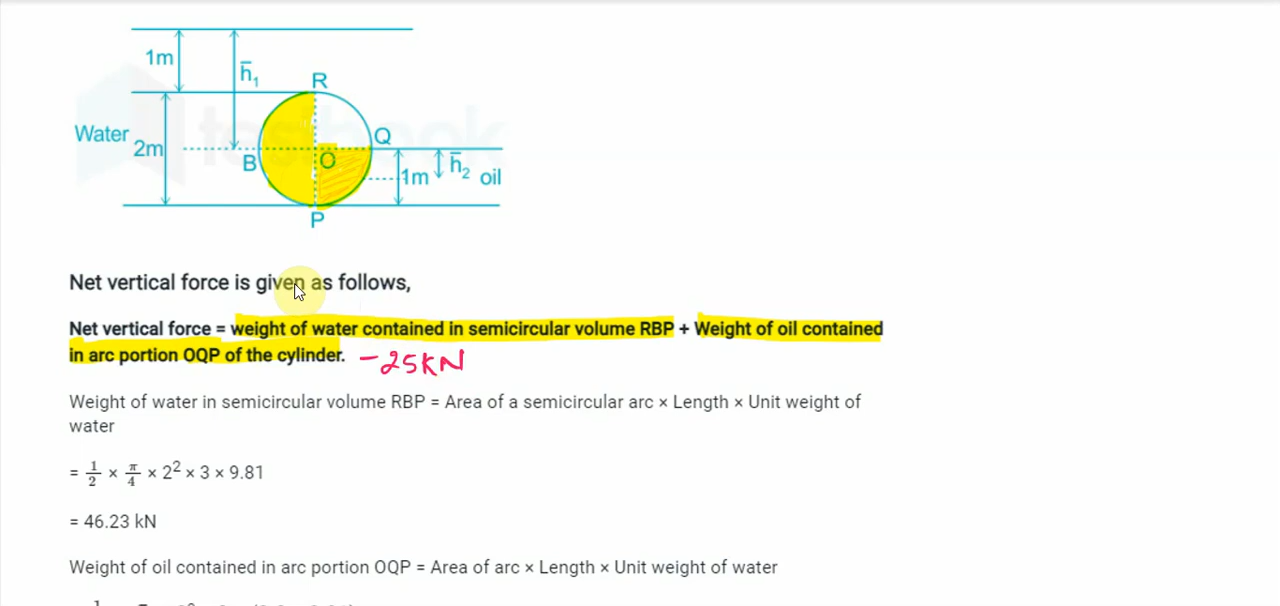 1m
h̄₁
R
Water
2m
Q
B
O
1m
h̄₂
oil
P
Net vertical force is given as follows,
Net vertical force = weight of water contained in semicircular volume RBP + Weight of oil contained
in arc portion OQP of the cylinder. -25KN
Weight of water in semicircular volume RBP = Area of a semicircular arc × Length × Unit weight of
water
= 1/2 × π/4 × 2² × 3 × 9.81
= 46.23 kN
Weight of oil contained in arc portion OQP = Area of arc × Length × Unit weight of water